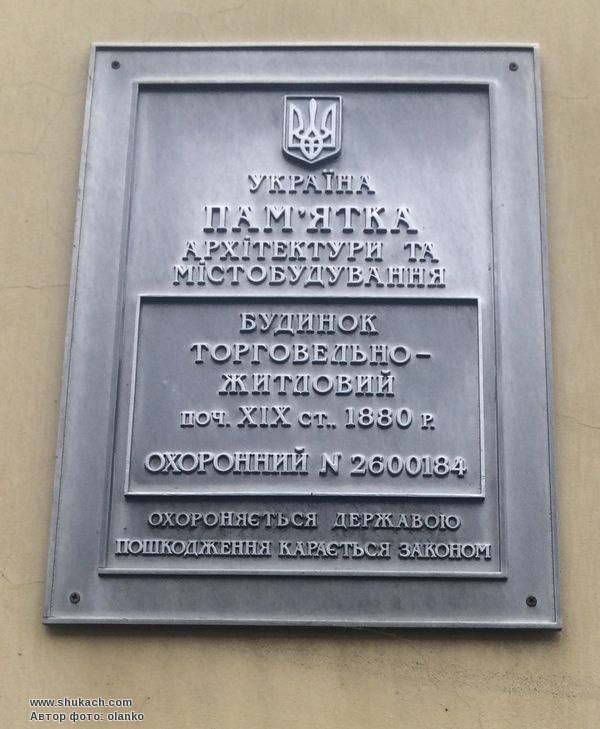 УКРАЇНА
ПАМ'ЯТКА
АРХІТЕКТУРИ ТА
МІСТОБУДУВАННЯ
БУДИНОК
ТОРГОВЕЛЬНО-
ЖИТЛОВИЙ
поч. XIX ст., 1880 р.
ОХОРОННИЙ N 2600184
ОХОРОНЯЄТЬСЯ ДЕРЖАВОЮ
ПОШКОДЖЕННЯ КАРАЄТЬСЯ ЗАКОНОМ
www.shukach.com
Автор фото: olanko